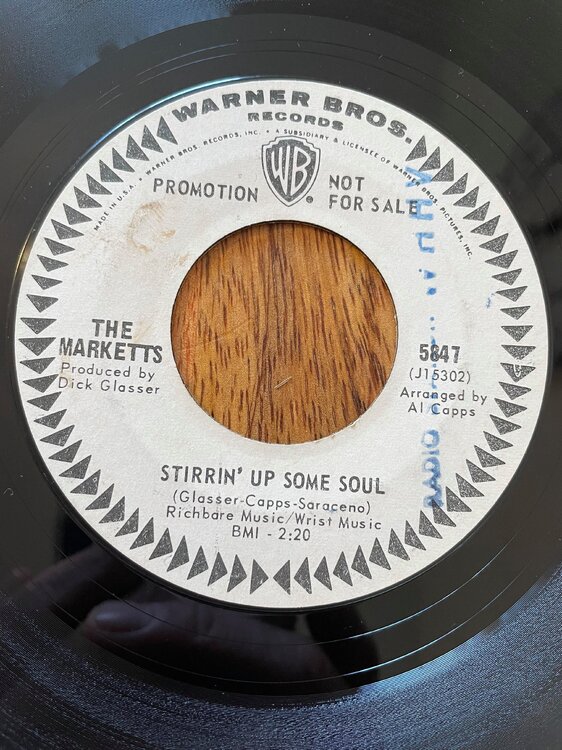 WARNER BROS.
RECORDS
MADE IN U.S.A. • WARNER BROS. RECORDS, INC. • A SUBSIDIARY & LICENSEE OF WARNER BROS. PICTURES, INC.
WB
®
PROMOTION
NOT
FOR SALE
THE
MARKETTS
Produced by
Dick Glasser
5847
(J15302)
Arranged by
Al Capps
RADIO
STIRRIN' UP SOME SOUL
(Glasser-Capps-Saraceno)
Richbare Music/Wrist Music
BMI - 2:20